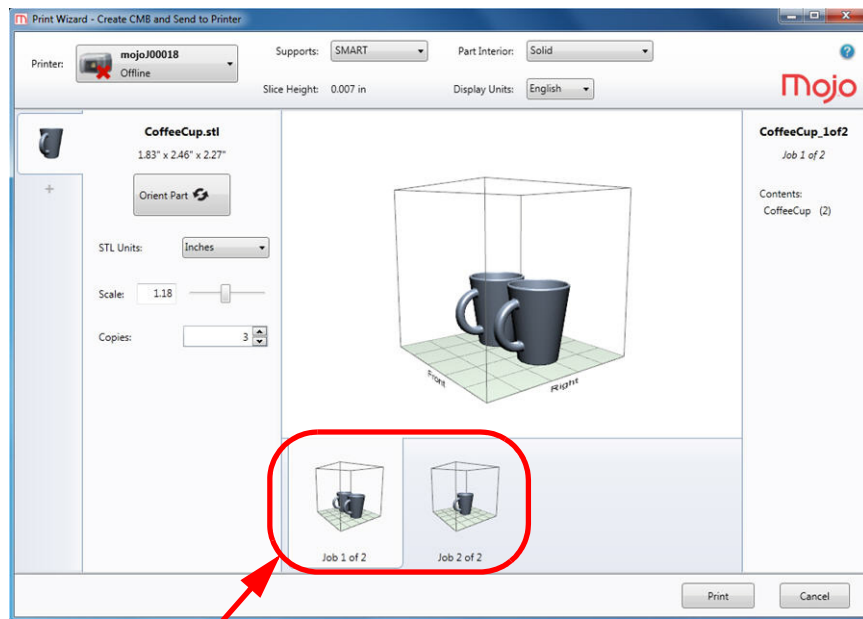 Print Wizard - Create CMB and Send to Printer
Printer:
mojoJ00018
Offline
Supports: SMART
Part Interior: Solid
Slice Height: 0.007 in
Display Units: English
mojo
CoffeeCup.stl
1.83" x 2.46" x 2.27"
Orient Part
STL Units: Inches
Scale: 1.18
Copies: 3
Front
Right
CoffeeCup_1of2
Job 1 of 2
Contents:
CoffeeCup (2)
Job 1 of 2
Job 2 of 2
Print
Cancel